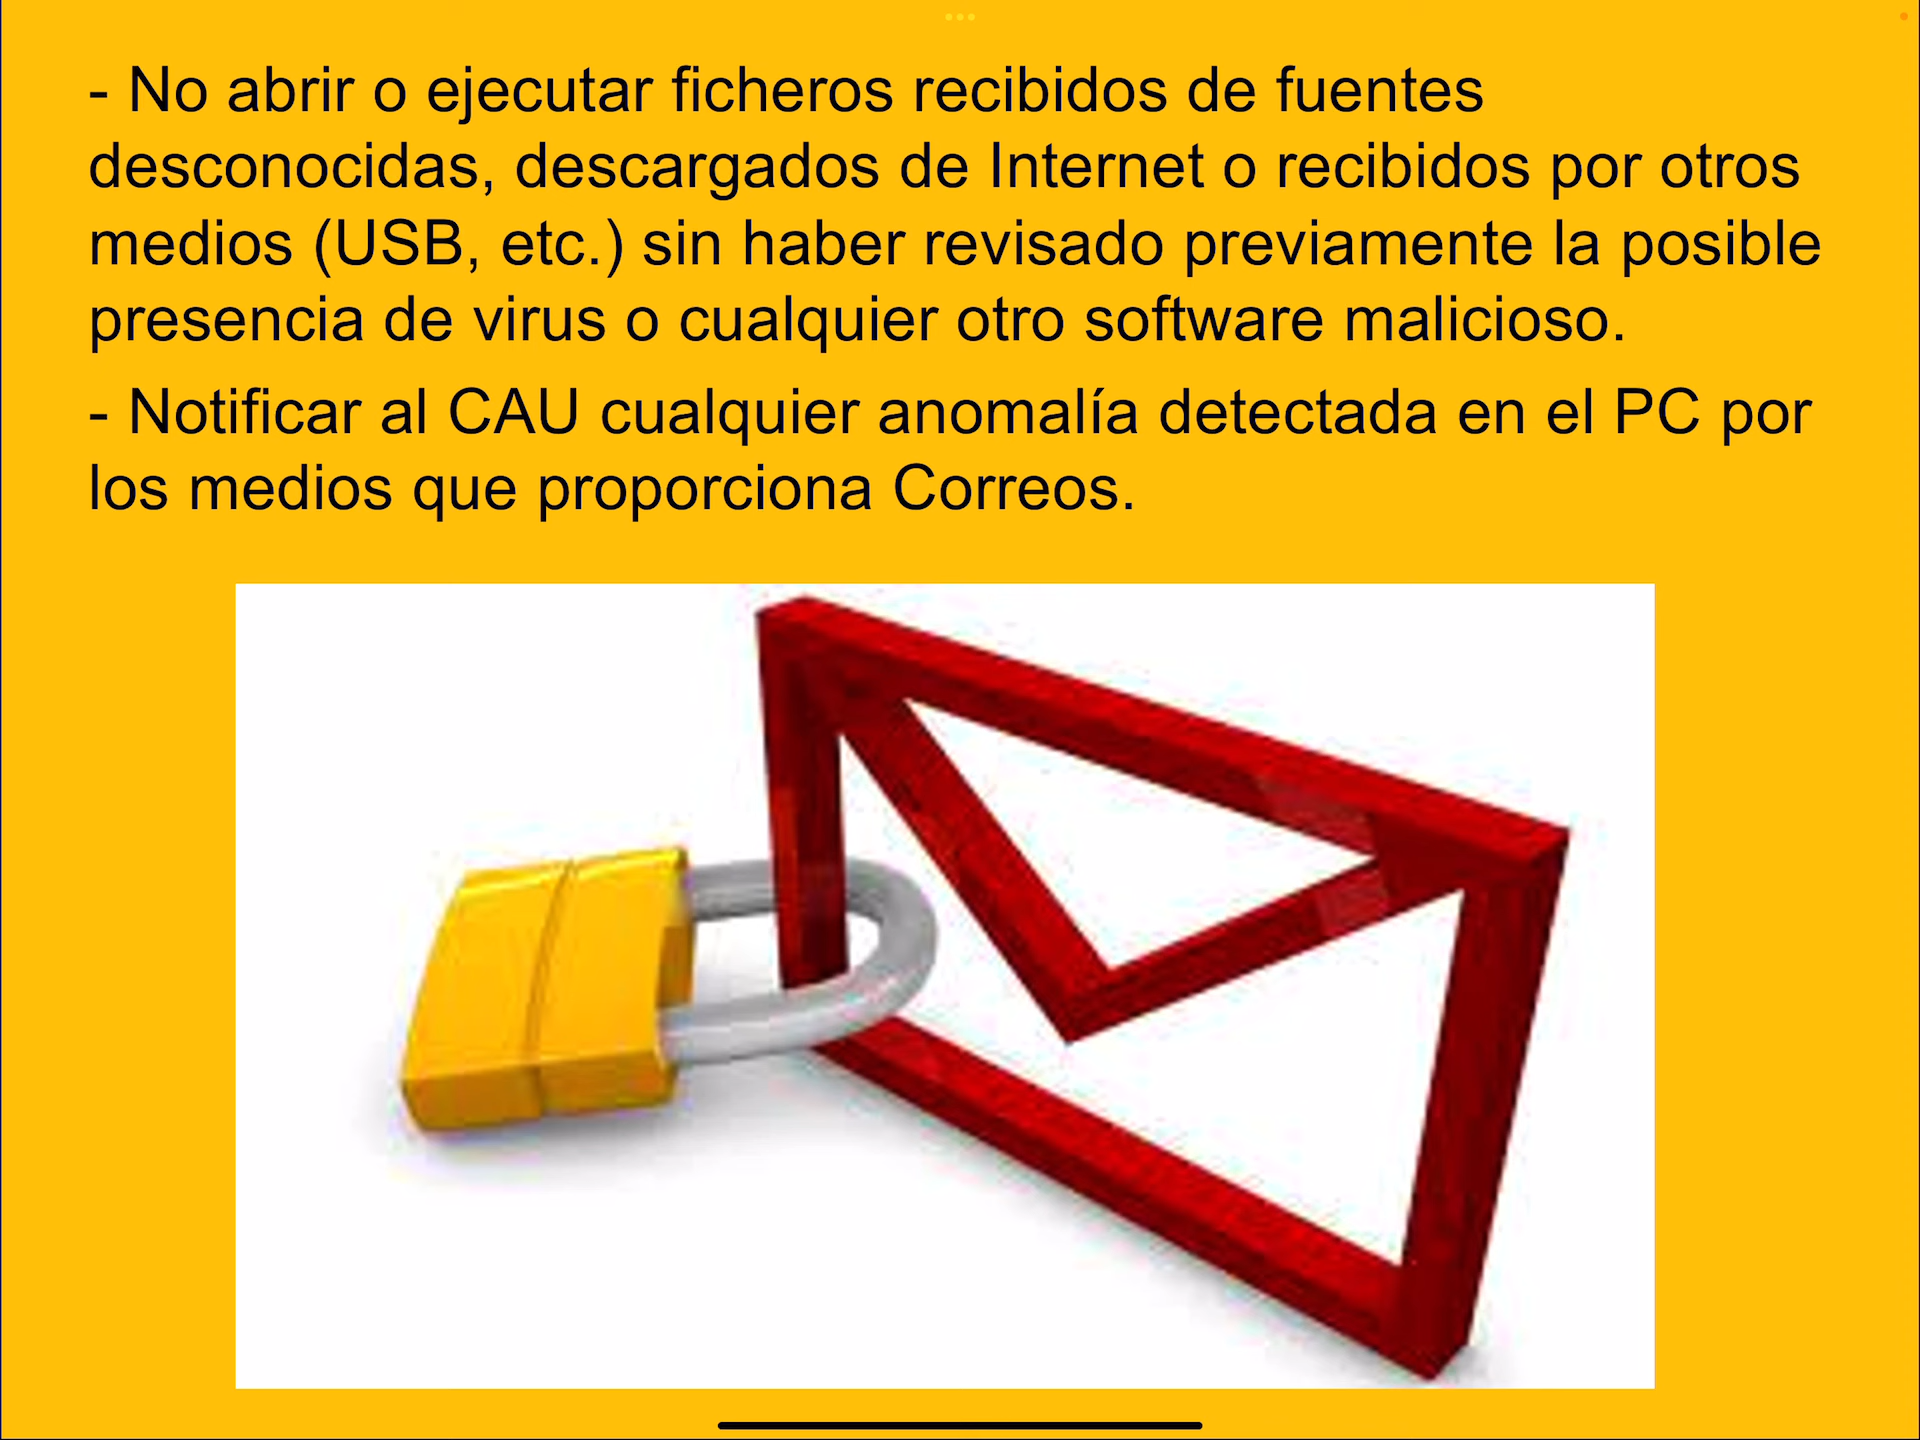 - No abrir o ejecutar ficheros recibidos de fuentes
desconocidas, descargados de Internet o recibidos por otros
medios (USB, etc.) sin haber revisado previamente la posible
presencia de virus o cualquier otro software malicioso.
- Notificar al CAU cualquier anomalía detectada en el PC por
los medios que proporciona Correos.